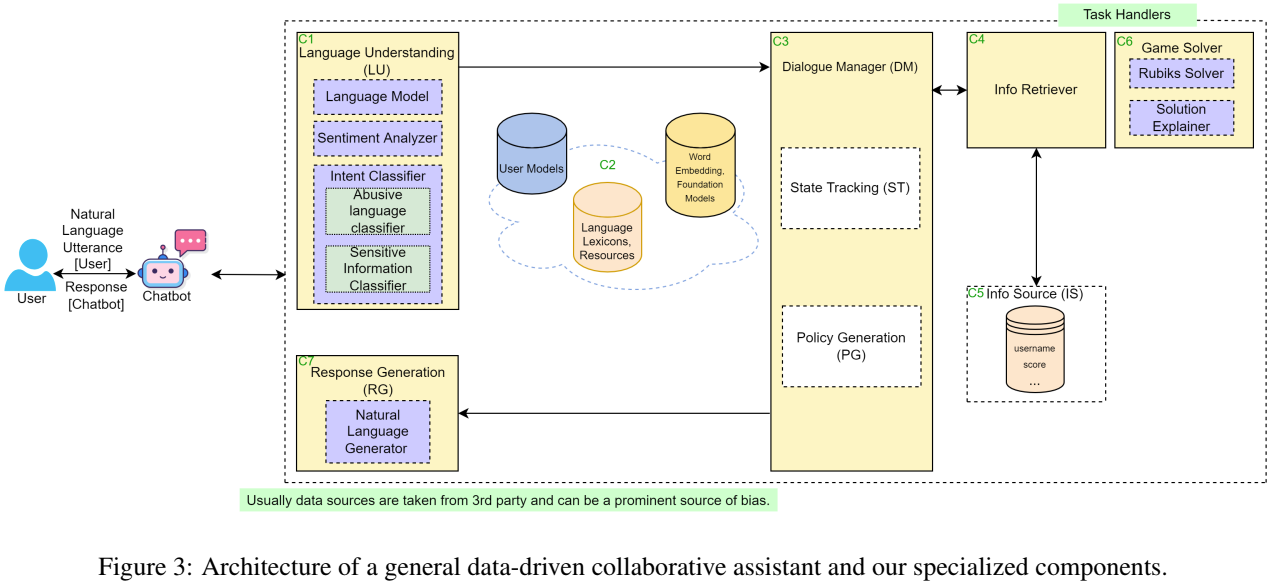 Task Handlers
C1
Language Understanding
(LU)
Language Model
Sentiment Analyzer
Intent Classifier
Abusive
language
classifier
Sensitive
Information
Classifier
C2
User Models
Language
Lexicons,
Resources
Word
Embedding,
Foundation
Models
C3
Dialogue Manager (DM)
State Tracking (ST)
Policy Generation
(PG)
C4
Info Retriever
C6
Game Solver
Rubiks Solver
Solution
Explainer
C5
Info Source (IS)
username
score
...
Natural
Language
Utterance
[User]
Response
[Chatbot]
User
Chatbot
C7
Response Generation
(RG)
Natural
Language
Generator
Usually data sources are taken from 3rd party and can be a prominent source of bias.
Figure 3: Architecture of a general data-driven collaborative assistant and our specialized components.